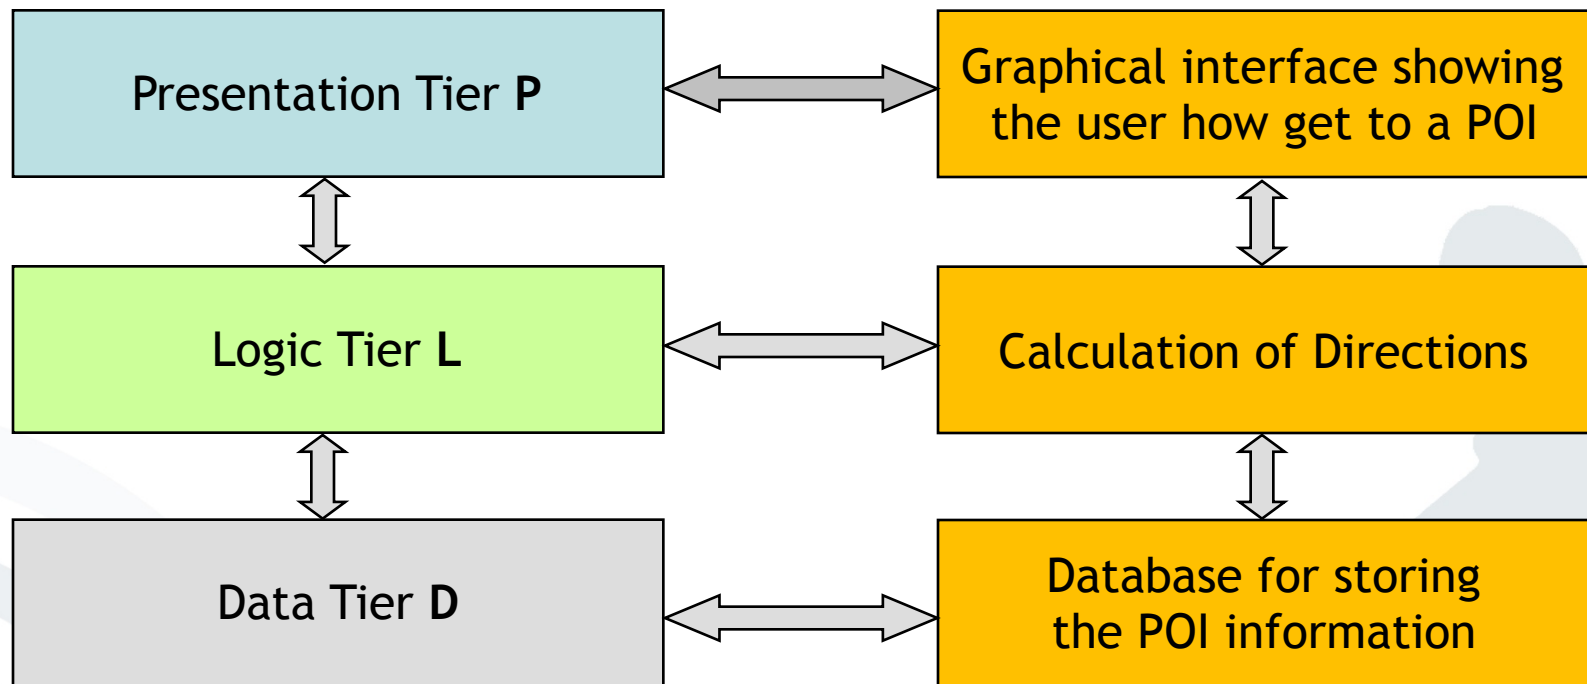 Presentation Tier P
Graphical interface showing
the user how get to a POI
Logic Tier L
Calculation of Directions
Data Tier D
Database for storing
the POI information